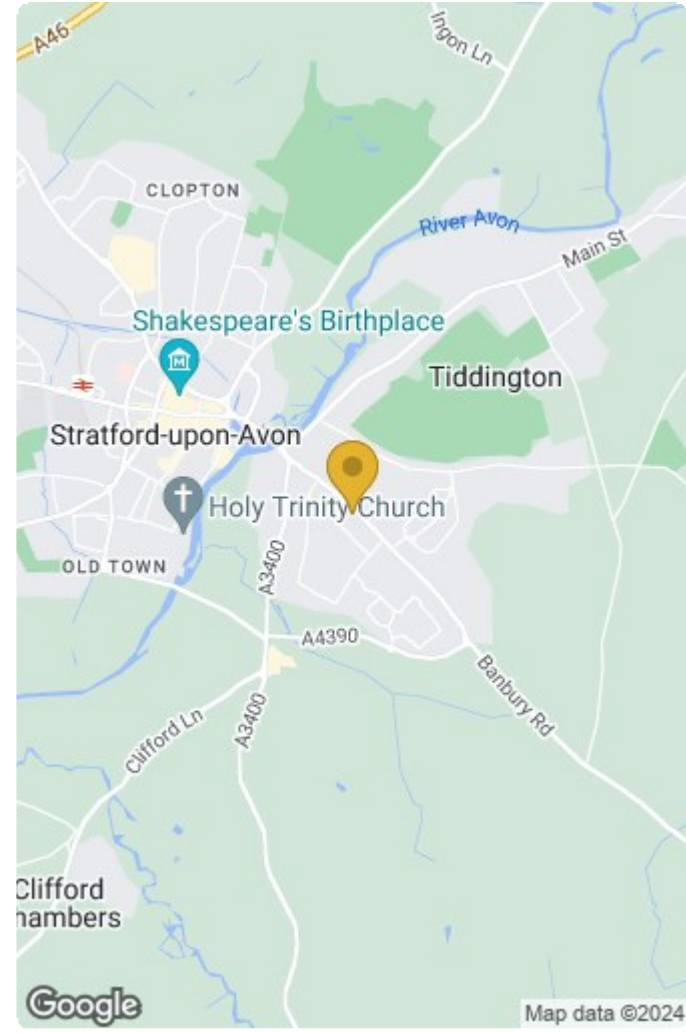 A46
Ingon Ln
CLOPTON
River Avon
Main St
Shakespeare's Birthplace
M
Tiddington
Stratford-upon-Avon
Holy Trinity Church
OLD TOWN
A3400
A4390
Banbury Rd
Clifford Ln
A3400
Clifford
hambers
Google
Map data ©2024